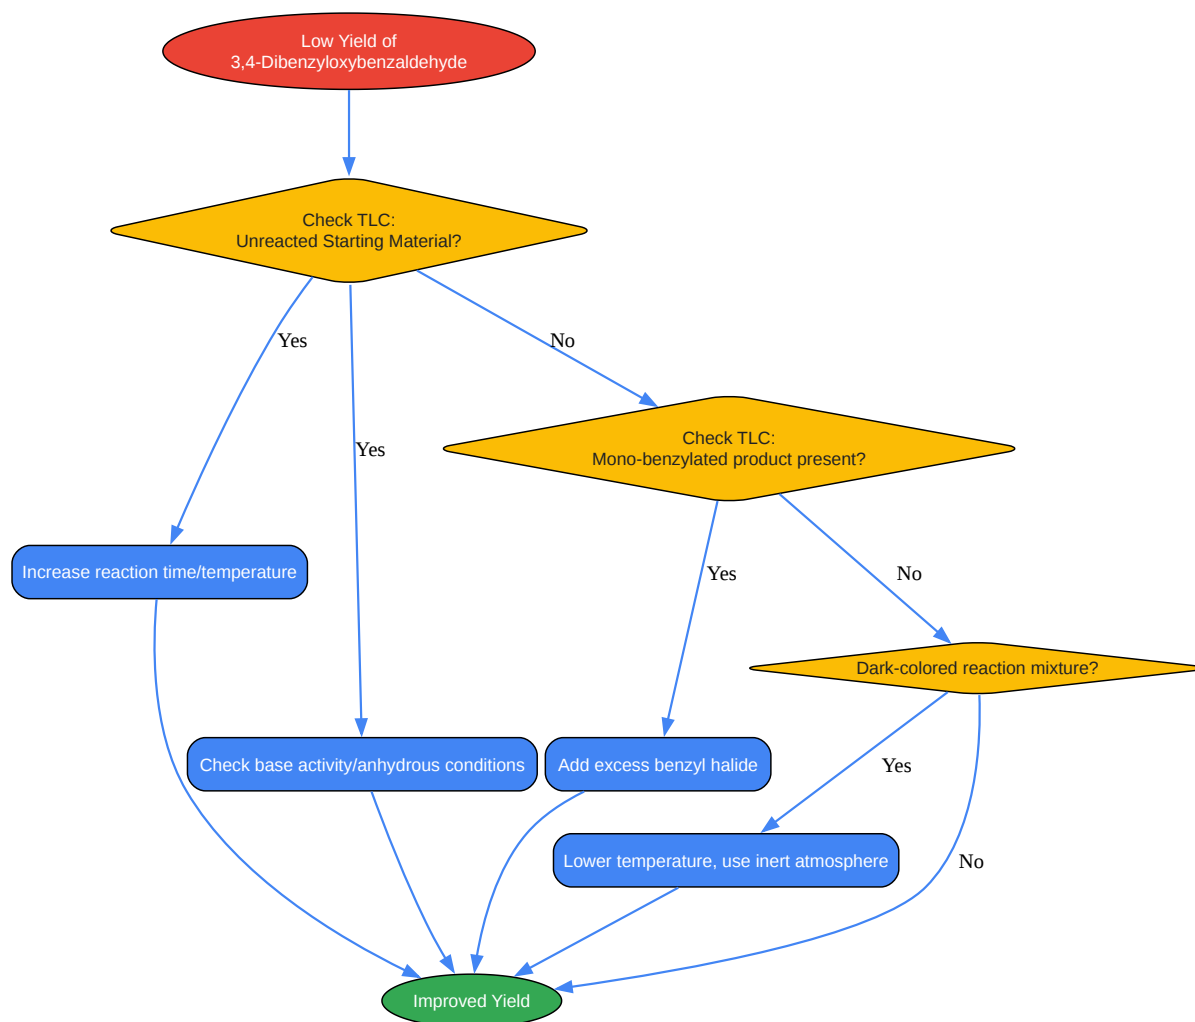 Low Yield of
3,4-Dibenzyloxybenzaldehyde
Check TLC:
Unreacted Starting Material?
Yes
No
Yes
Check TLC:
Mono-benzylated product present?
Increase reaction time/temperature
Yes
No
Dark-colored reaction mixture?
Check base activity/anhydrous conditions
Add excess benzyl halide
Yes
Lower temperature, use inert atmosphere
No
Improved Yield